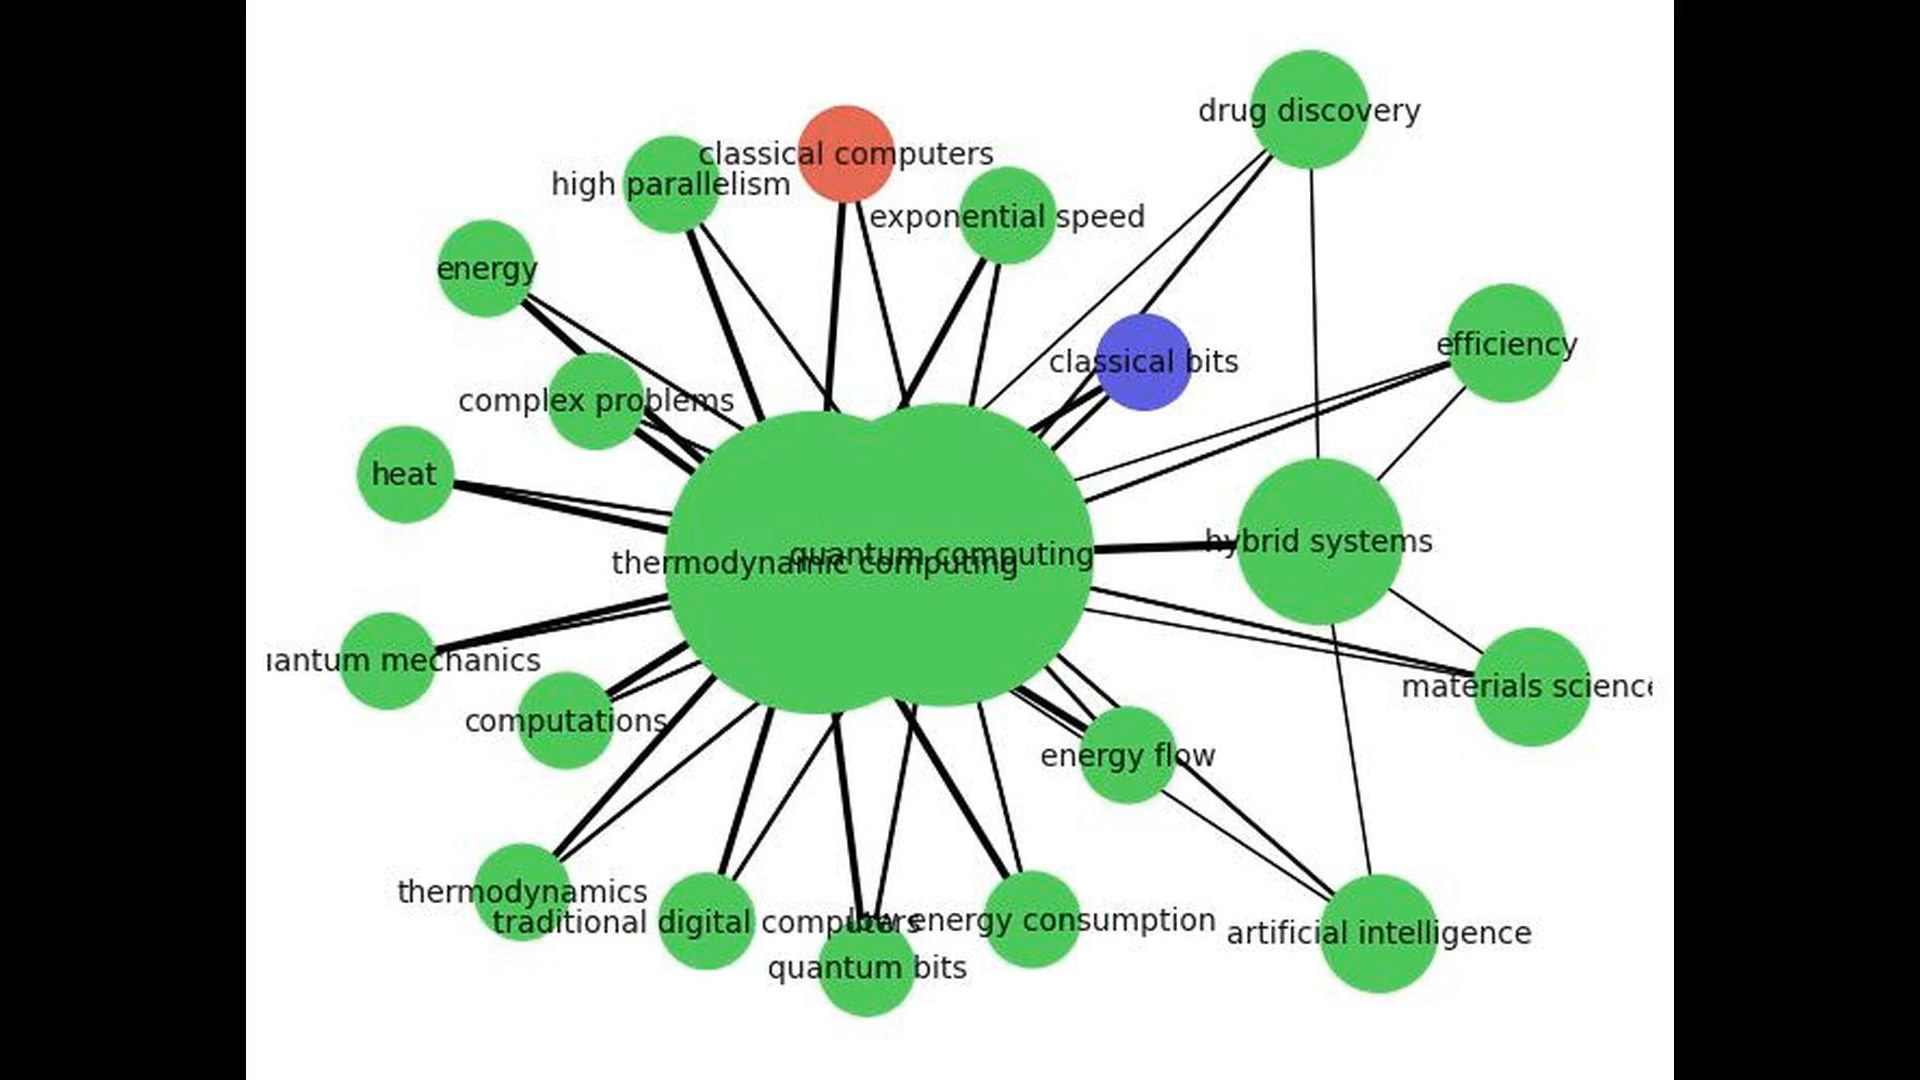 drug discovery
classical computers
high parallelism
exponential speed
energy
efficiency
classical bits
complex problems
heat
hybrid systems
quantum computing
thermodynamic computing
uantum mechanics
materials science
computations
energy flow
thermodynamics
traditional digital computers
low energy consumption
artificial intelligence
quantum bits